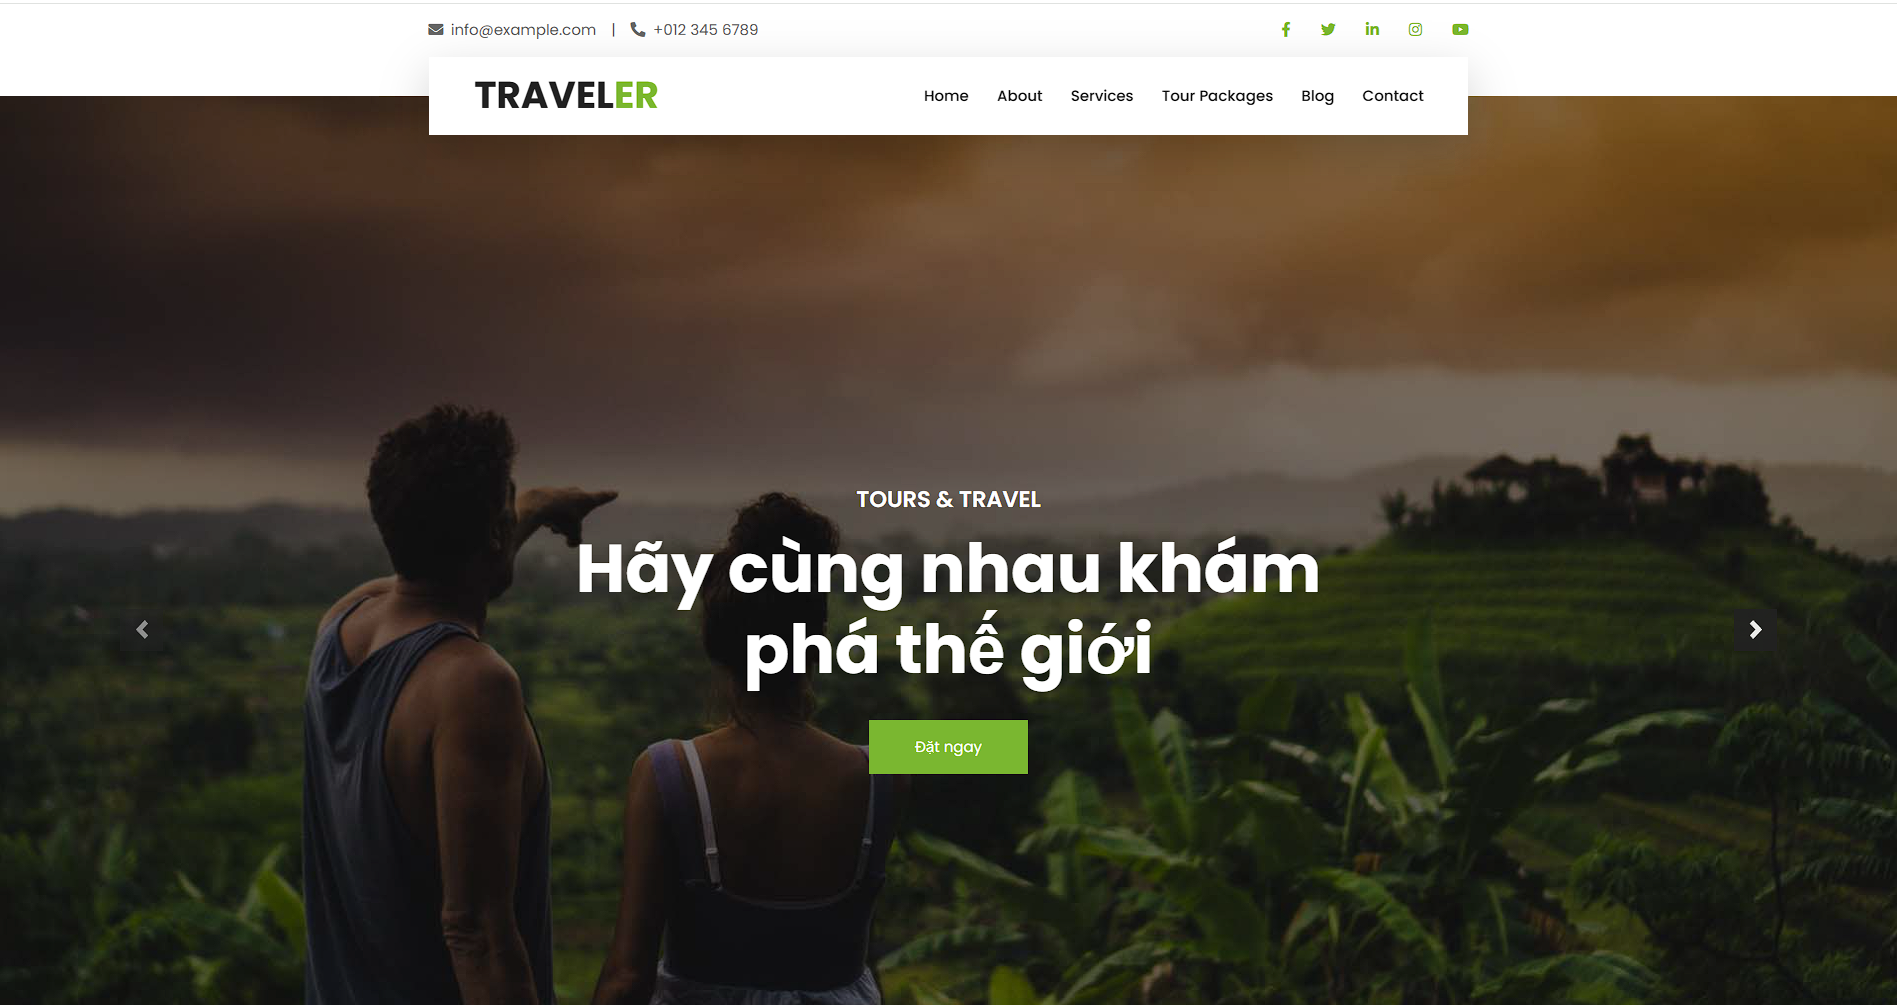 info@example.com | +012 345 6789
TRAVELER
Home About Services Tour Packages Blog Contact
TOURS & TRAVEL
Hãy cùng nhau khám
phá thế giới
Đặt ngay